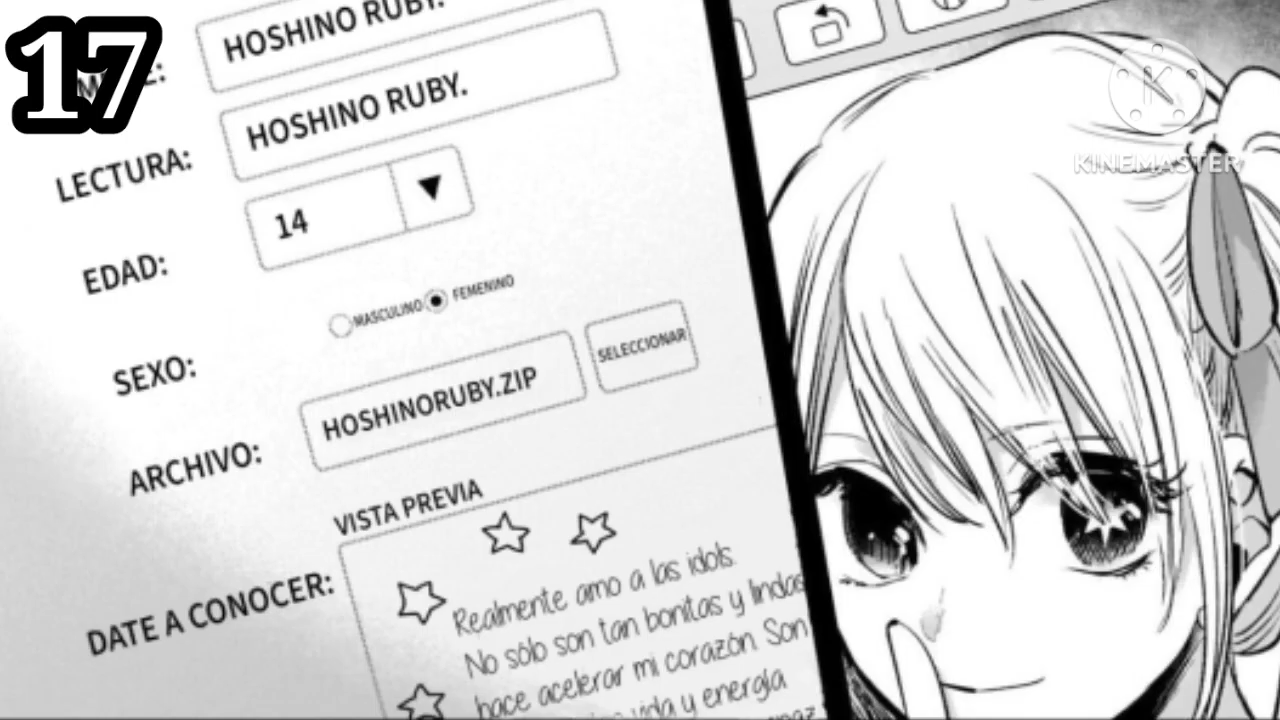 17
HOSHINO RUBY.
HOSHINO RUBY.
LECTURA:
14
EDAD:
MASCULINO FEMENINO
SEXO:
HOSHINORUBY.ZIP
SELECCIONAR
ARCHIVO:
VISTA PREVIA
DATE A CONOCER:
Realmente amo a las idols.
No sólo son tan bonitas y lindas
hace acelerar mi corazón. Son
vida y energía
KINEMASTER